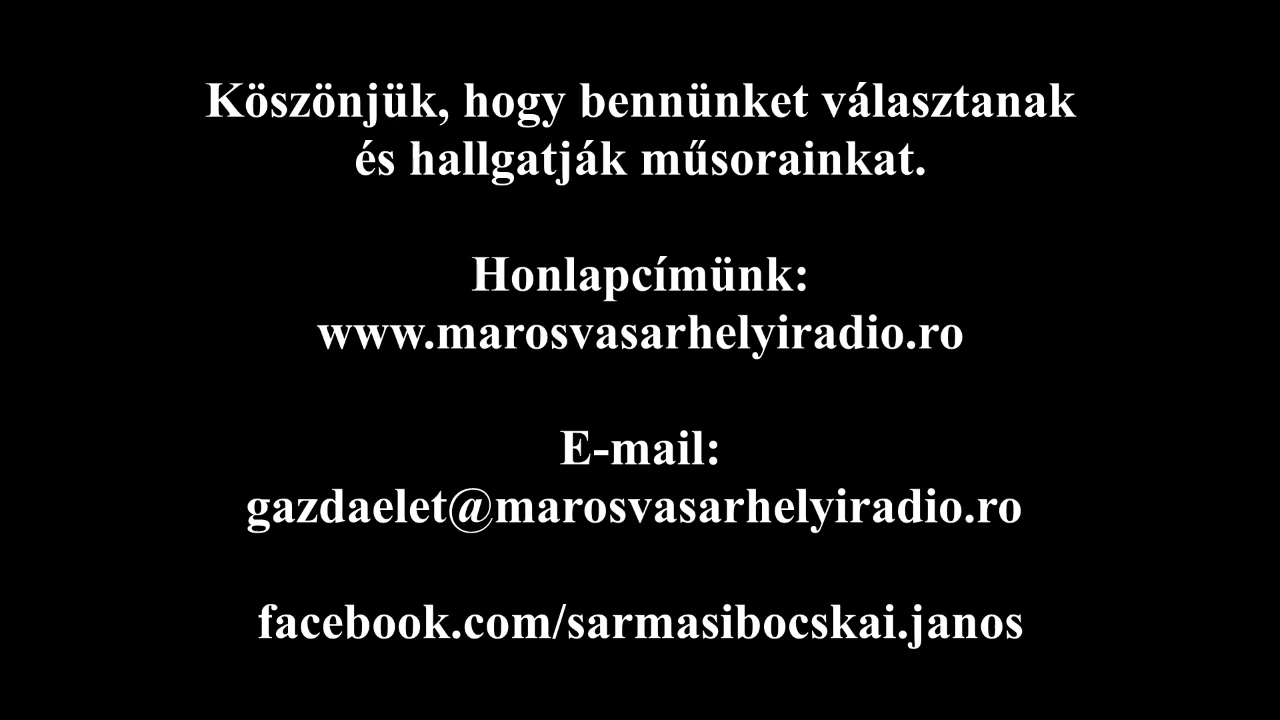 Köszönjük, hogy bennünket választanak
és hallgatják műsorainkat.
Honlapcímünk:
www.marosvasarhelyiradio.ro
E-mail:
gazdaelet@marosvasarhelyiradio.ro
facebook.com/sarmasibocskai.janos